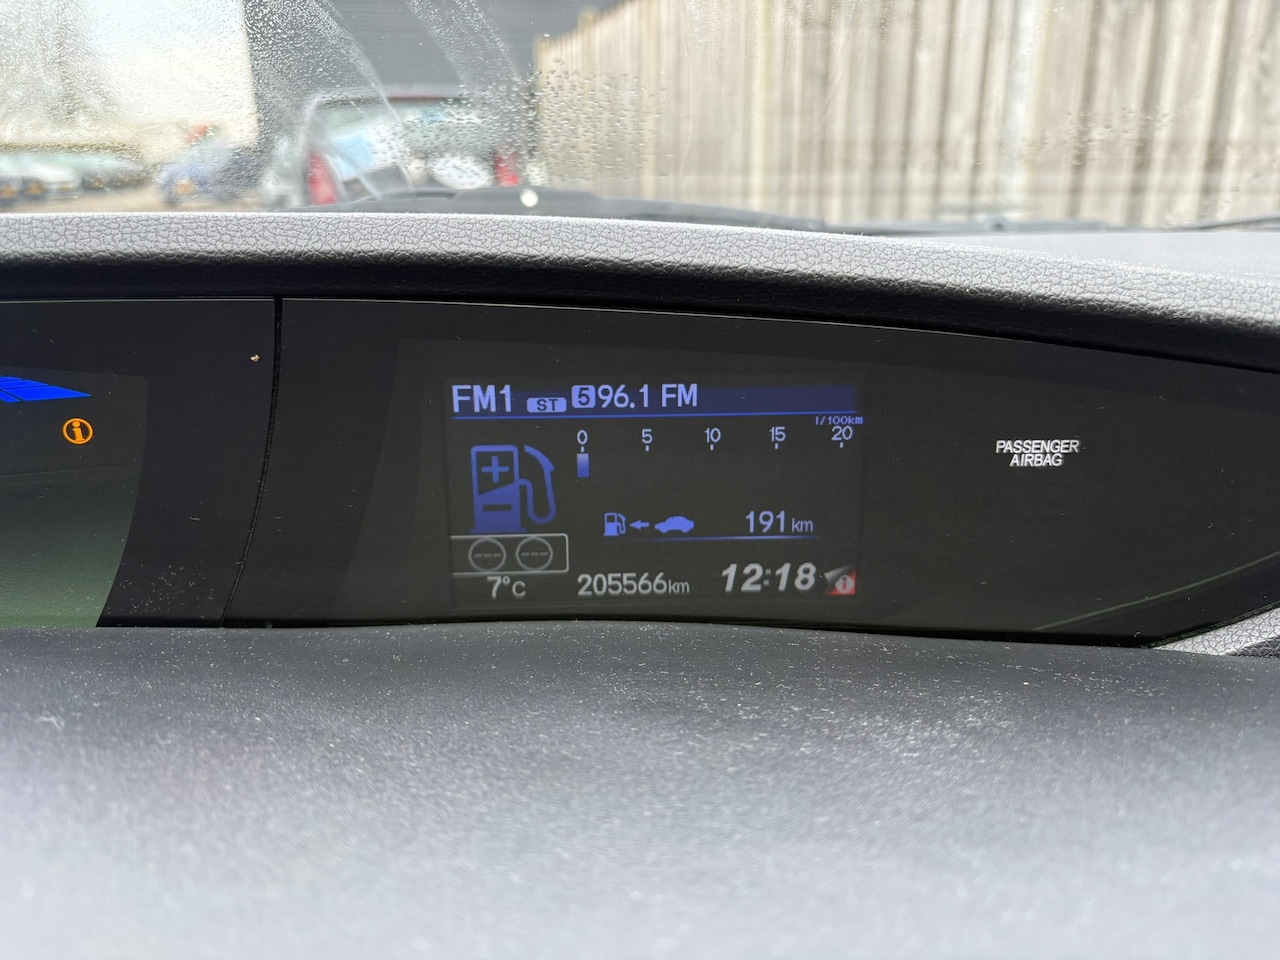 FM1 ST 5 96.1 FM
l/100km
0 5 10 15 20
191 km
--- ---
7°C 205566km 12:18
PASSENGER
AIRBAG